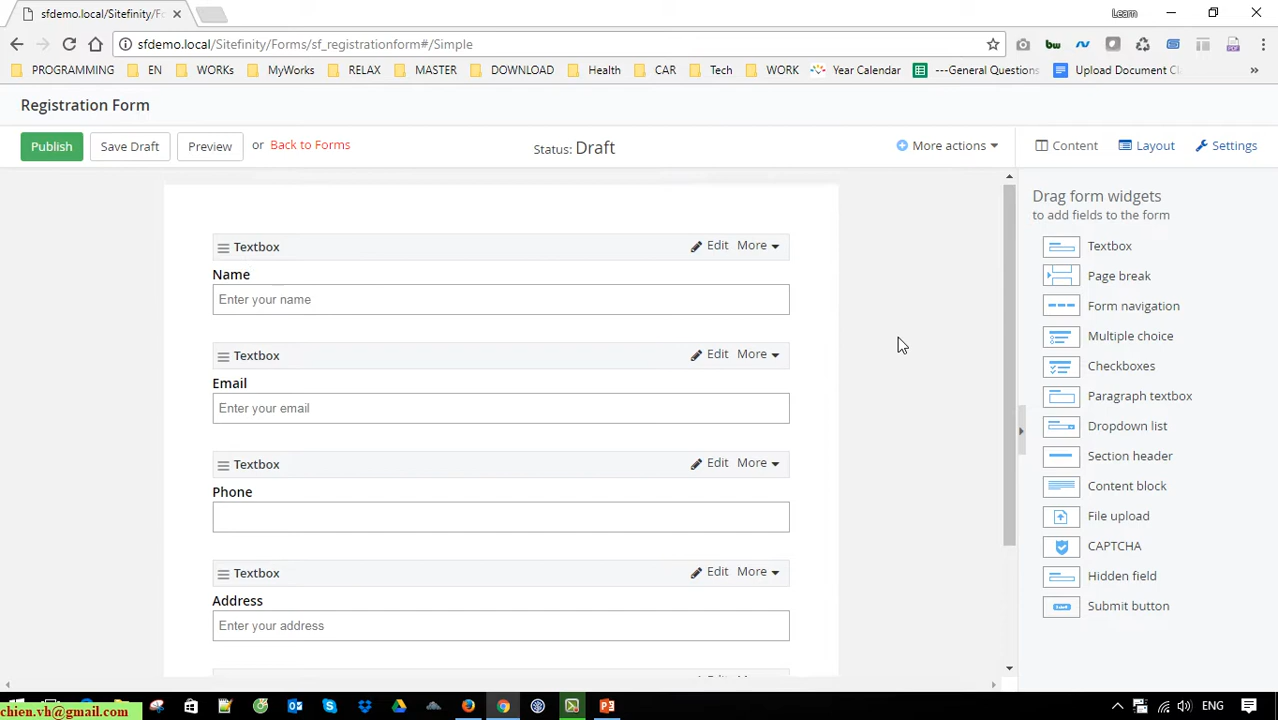 sfdemo.local/Sitefinity/Fo
Learn
sfdemo.local/Sitefinity/Forms/sf_registrationform#/Simple
PROGRAMMING EN WORKs MyWorks RELAX MASTER DOWNLOAD Health CAR Tech WORK Year Calendar ---General Questions Upload Document Cl »
Registration Form
Publish Save Draft Preview or Back to Forms Status: Draft More actions Content Layout Settings
Textbox Edit More
Name
Enter your name
Textbox Edit More
Email
Enter your email
Textbox Edit More
Phone
Textbox Edit More
Address
Enter your address
Drag form widgets
to add fields to the form
Textbox
Page break
Form navigation
Multiple choice
Checkboxes
Paragraph textbox
Dropdown list
Section header
Content block
File upload
CAPTCHA
Hidden field
Submit button
chien.vh@gmail.com
ENG